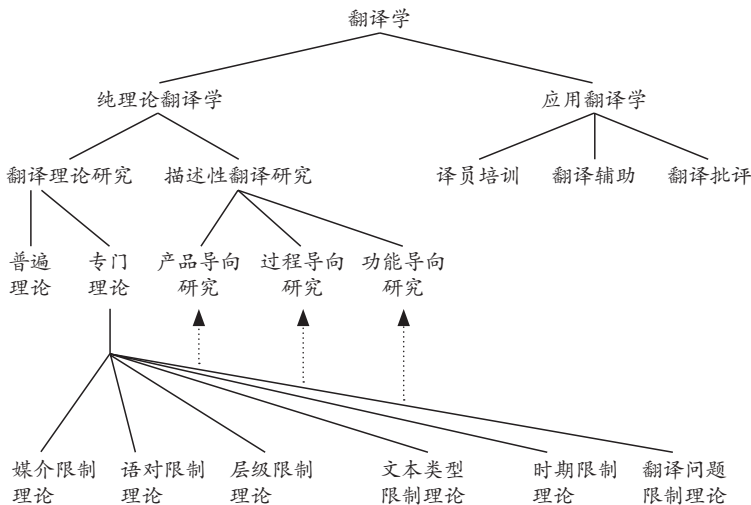 翻译学
纯理论翻译学 应用翻译学
翻译理论研究 描述性翻译研究 译员培训 翻译辅助 翻译批评
普遍 专门 产品导向 过程导向 功能导向
理论 理论 研究 研究 研究
媒介限制 语对限制 层级限制 文本类型 时期限制 翻译问题
理论 理论 理论 限制理论 理论 限制理论